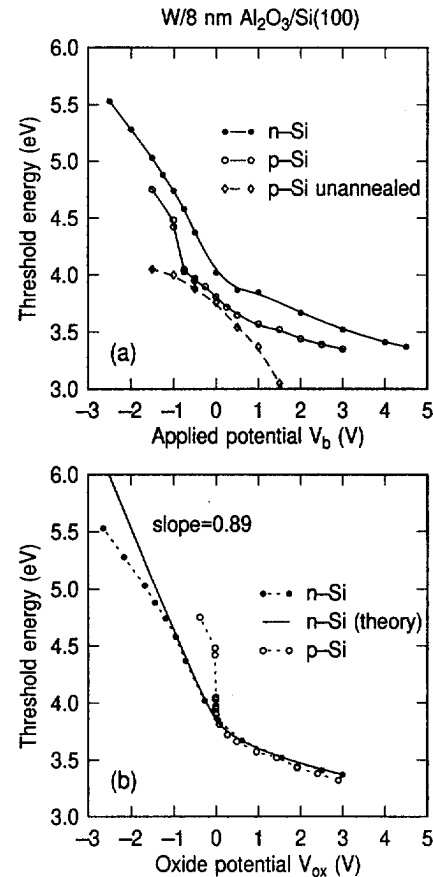 W/8 nm Al₂O₃/Si(100)
6.0
5.5
5.0
4.5
4.0
3.5
3.0
Threshold energy (eV)
n–Si
p–Si
p–Si unannealed
(a)
−3 −2 −1 0 1 2 3 4 5
Applied potential V_b (V)
6.0
5.5
5.0
4.5
4.0
3.5
3.0
Threshold energy (eV)
slope=0.89
n–Si
n–Si (theory)
p–Si
(b)
−3 −2 −1 0 1 2 3 4 5
Oxide potential V_ox (V)